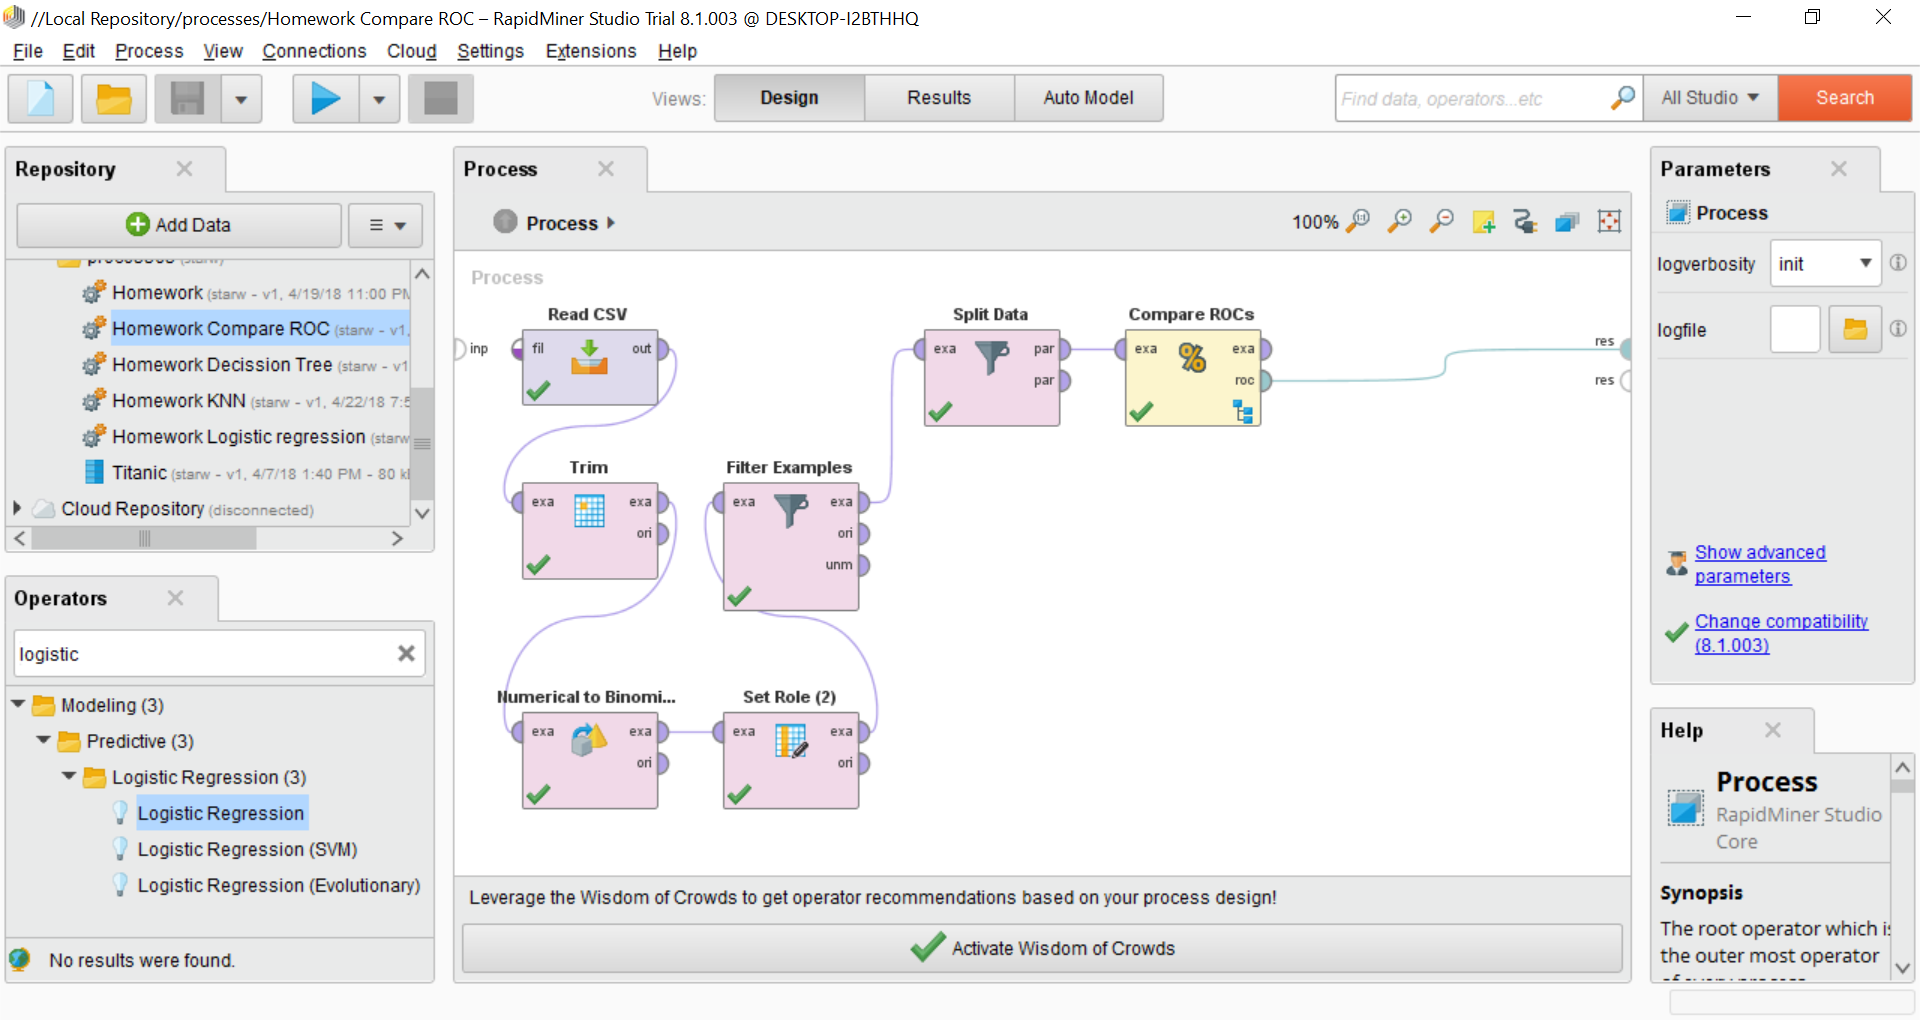 //Local Repository/processes/Homework Compare ROC – RapidMiner Studio Trial 8.1.003 @ DESKTOP-I2BTHHQ
File Edit Process View Connections Cloud Settings Extensions Help
Views: Design Results Auto Model
Find data, operators...etc All Studio Search
Repository
Add Data
processes (starw)
Homework (starw - v1, 4/19/18 11:00 PM
Homework Compare ROC (starw - v1,
Homework Decission Tree (starw - v1
Homework KNN (starw - v1, 4/22/18 7:5
Homework Logistic regression (starw
Titanic (starw - v1, 4/7/18 1:40 PM - 80 k
Cloud Repository (disconnected)
Operators
logistic
Modeling (3)
Predictive (3)
Logistic Regression (3)
Logistic Regression
Logistic Regression (SVM)
Logistic Regression (Evolutionary)
No results were found.
Process
Process
100%
Process
inp
Read CSV
fil out
Trim
exa exa
ori
Numerical to Binomi...
exa exa
ori
Set Role (2)
exa exa
ori
Filter Examples
exa exa
ori
unm
Split Data
exa par
par
Compare ROCs
exa exa
roc
res
res
Leverage the Wisdom of Crowds to get operator recommendations based on your process design!
Activate Wisdom of Crowds
Parameters
Process
logverbosity init
logfile
Show advanced
parameters
Change compatibility
(8.1.003)
Help
Process
RapidMiner Studio
Core
Synopsis
The root operator which is
the outer most operator
of every process.